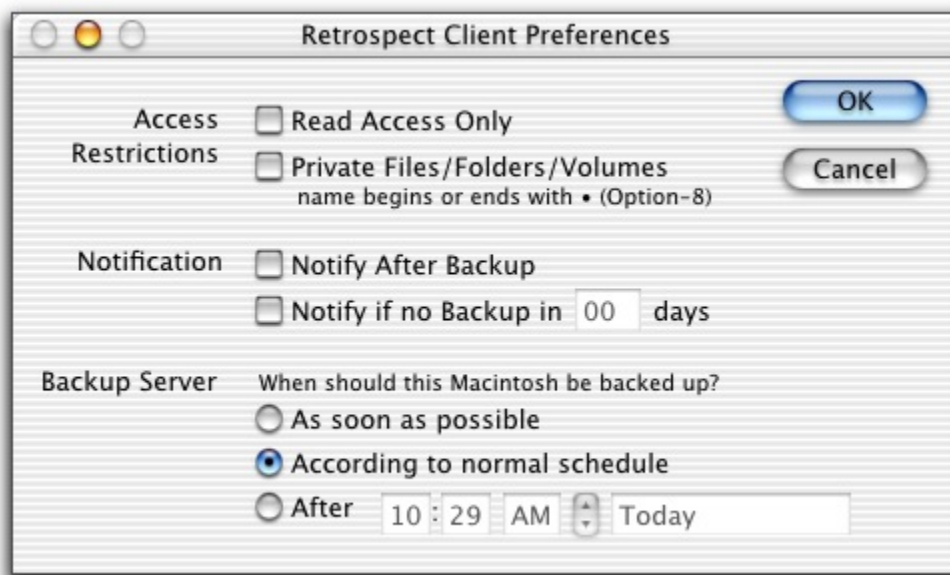 Retrospect Client Preferences
Access Restrictions
Read Access Only
Private Files/Folders/Volumes
name begins or ends with • (Option-8)
OK
Cancel
Notification
Notify After Backup
Notify if no Backup in 00 days
Backup Server
When should this Macintosh be backed up?
As soon as possible
According to normal schedule
After 10 : 29 AM Today